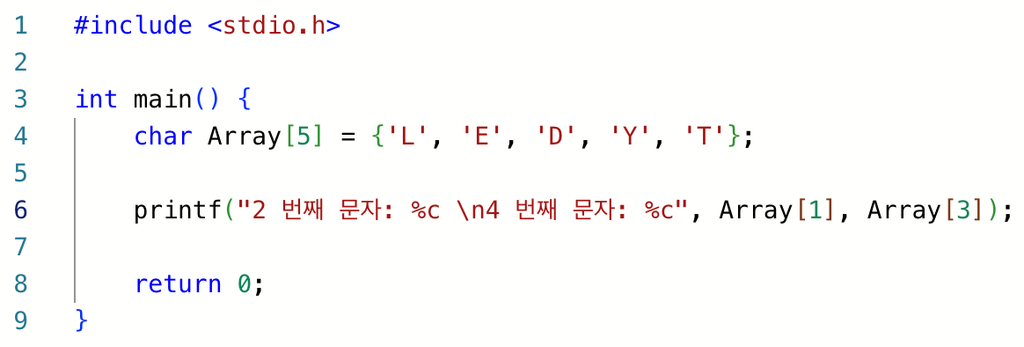 1 #include <stdio.h>
2
3 int main() {
4     char Array[5] = {'L', 'E', 'D', 'Y', 'T'};
5
6     printf("2 번째 문자: %c \n4 번째 문자: %c", Array[1], Array[3]);
7
8     return 0;
9 }